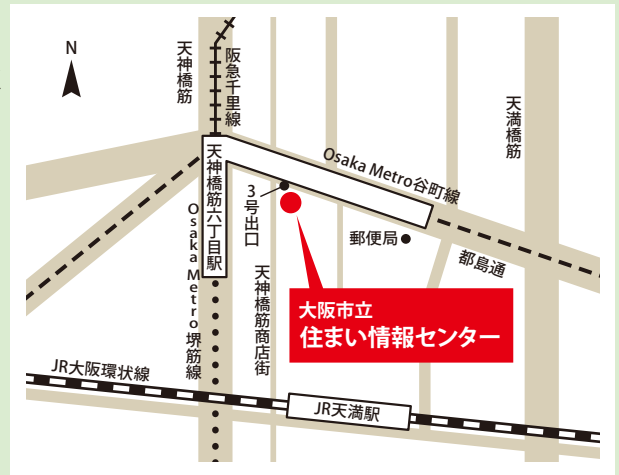 N
天神橋筋
阪急千里線
天満橋筋
Osaka Metro谷町線
天神橋筋六丁目駅
3号出口
郵便局
都島通
Osaka Metro堺筋線
天神橋筋商店街
大阪市立
住まい情報センター
JR大阪環状線
JR天満駅